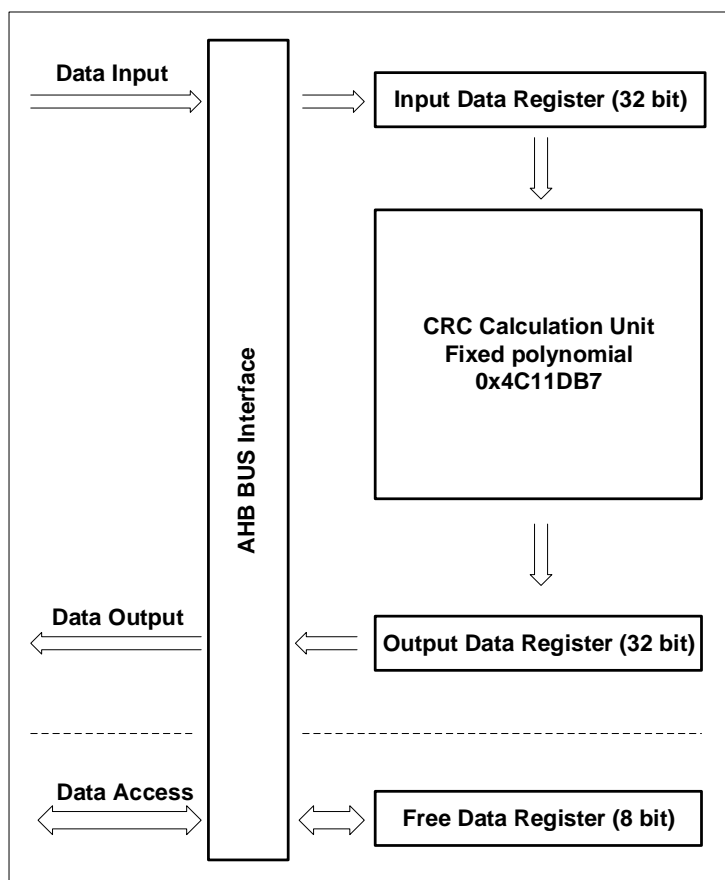 Data Input
Input Data Register (32 bit)
CRC Calculation Unit
Fixed polynomial
0x4C11DB7
AHB BUS Interface
Data Output
Output Data Register (32 bit)
Data Access
Free Data Register (8 bit)